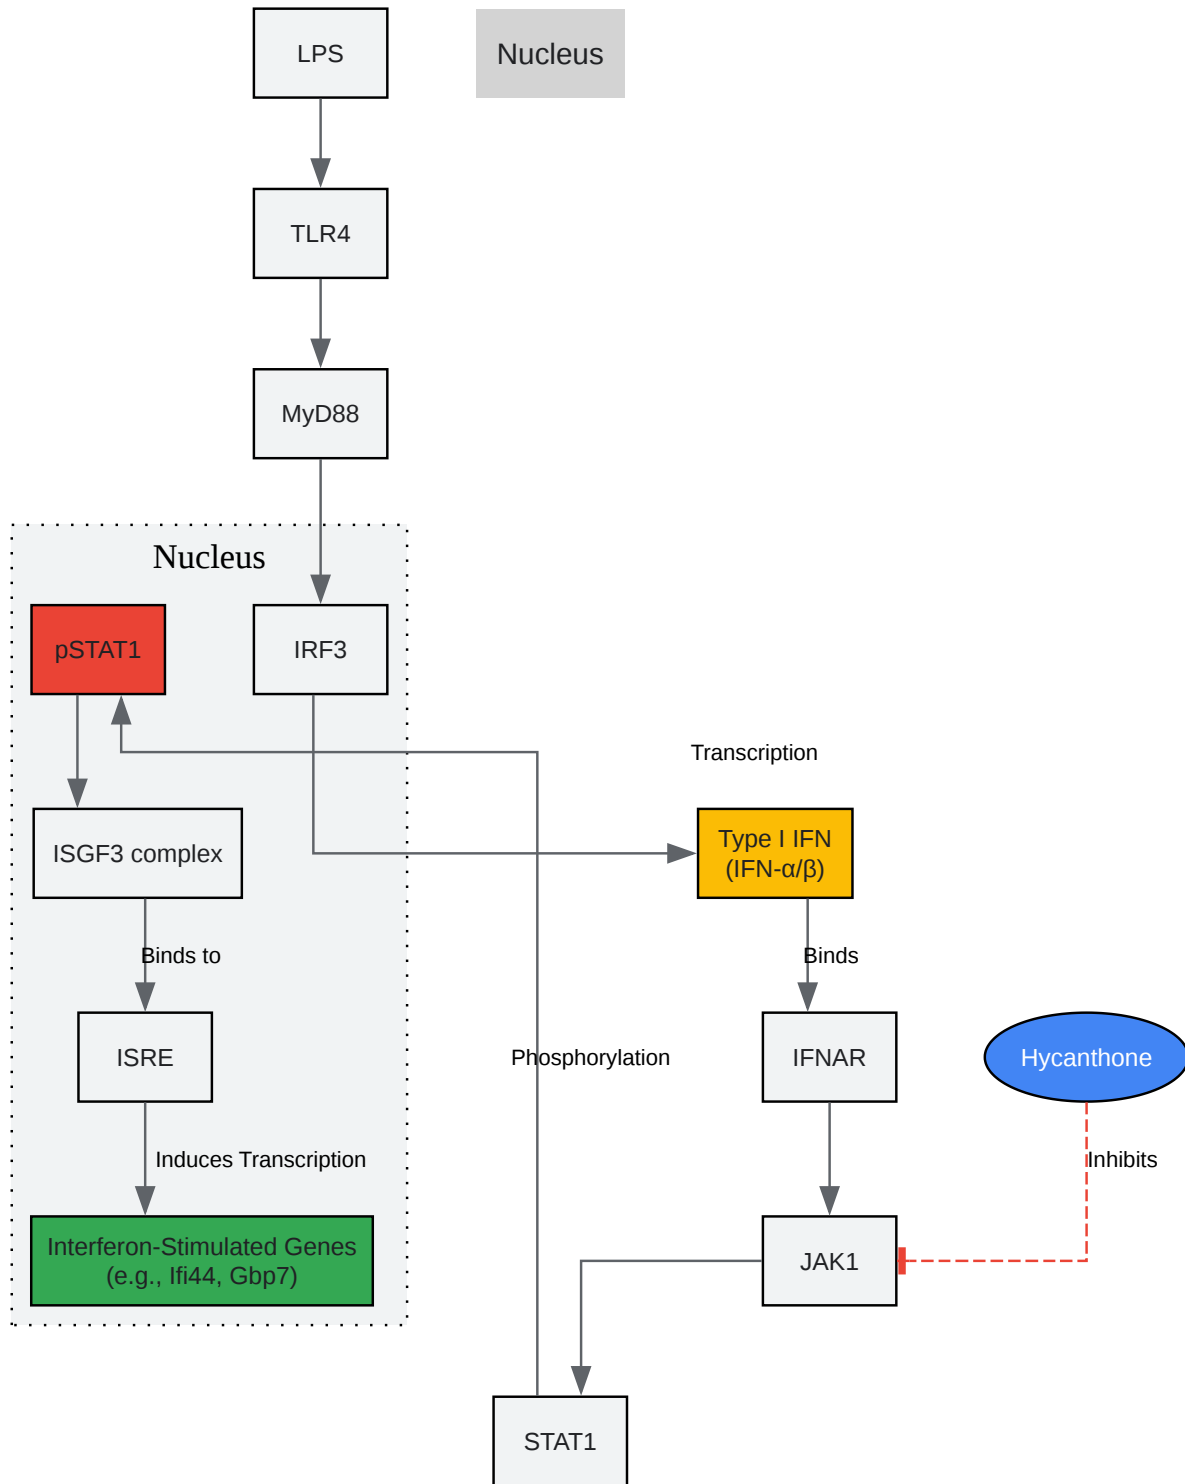 LPS
Nucleus
TLR4
MyD88
Nucleus
pSTAT1
IRF3
Transcription
ISGF3 complex
Type I IFN
(IFN-α/β)
Binds to
Binds
ISRE
Phosphorylation
IFNAR
Hycanthone
Induces Transcription
Inhibits
Interferon-Stimulated Genes
(e.g., Ifi44, Gbp7)
JAK1
STAT1